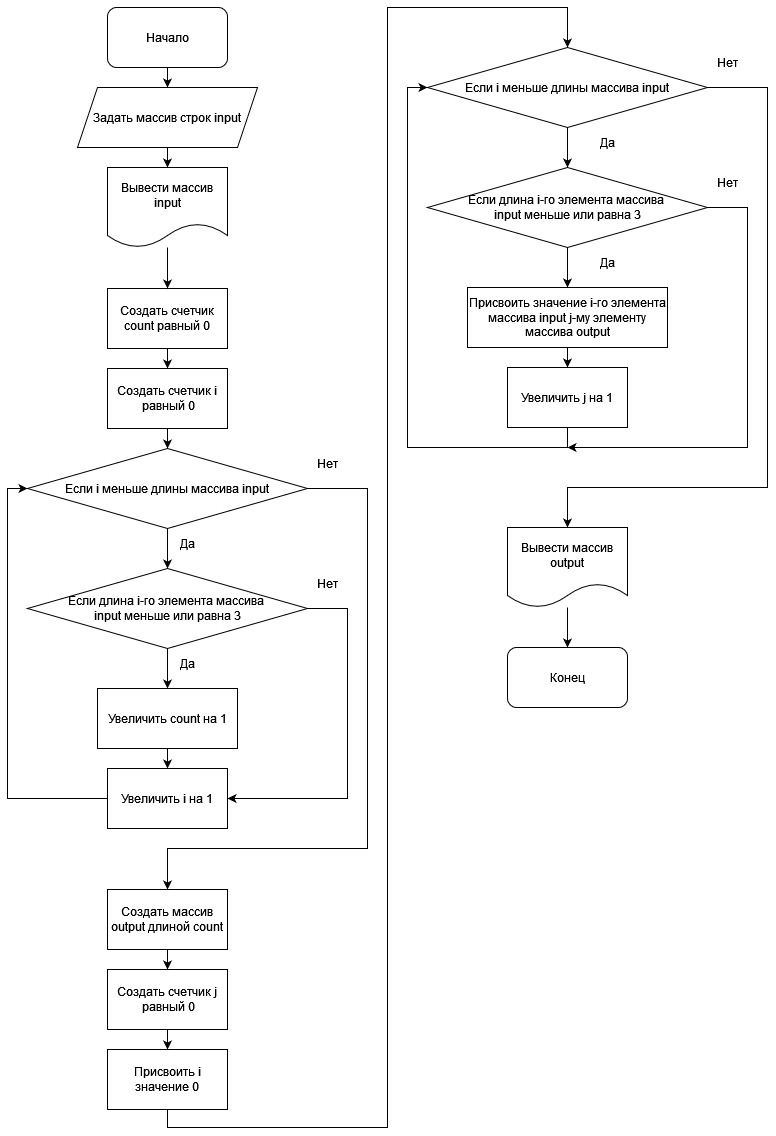 Начало
Задать массив строк input
Вывести массив
input
Создать счетчик
count равный 0
Создать счетчик i
равный 0
Если i меньше длины массива input
Нет
Да
Если длина i-го элемента массива
input меньше или равна 3
Нет
Да
Увеличить count на 1
Увеличить i на 1
Создать массив
output длиной count
Создать счетчик j
равный 0
Присвоить i
значение 0
Если i меньше длины массива input
Нет
Да
Если длина i-го элемента массива
input меньше или равна 3
Нет
Да
Присвоить значение i-го элемента
массива input j-му элементу
массива output
Увеличить j на 1
Вывести массив
output
Конец